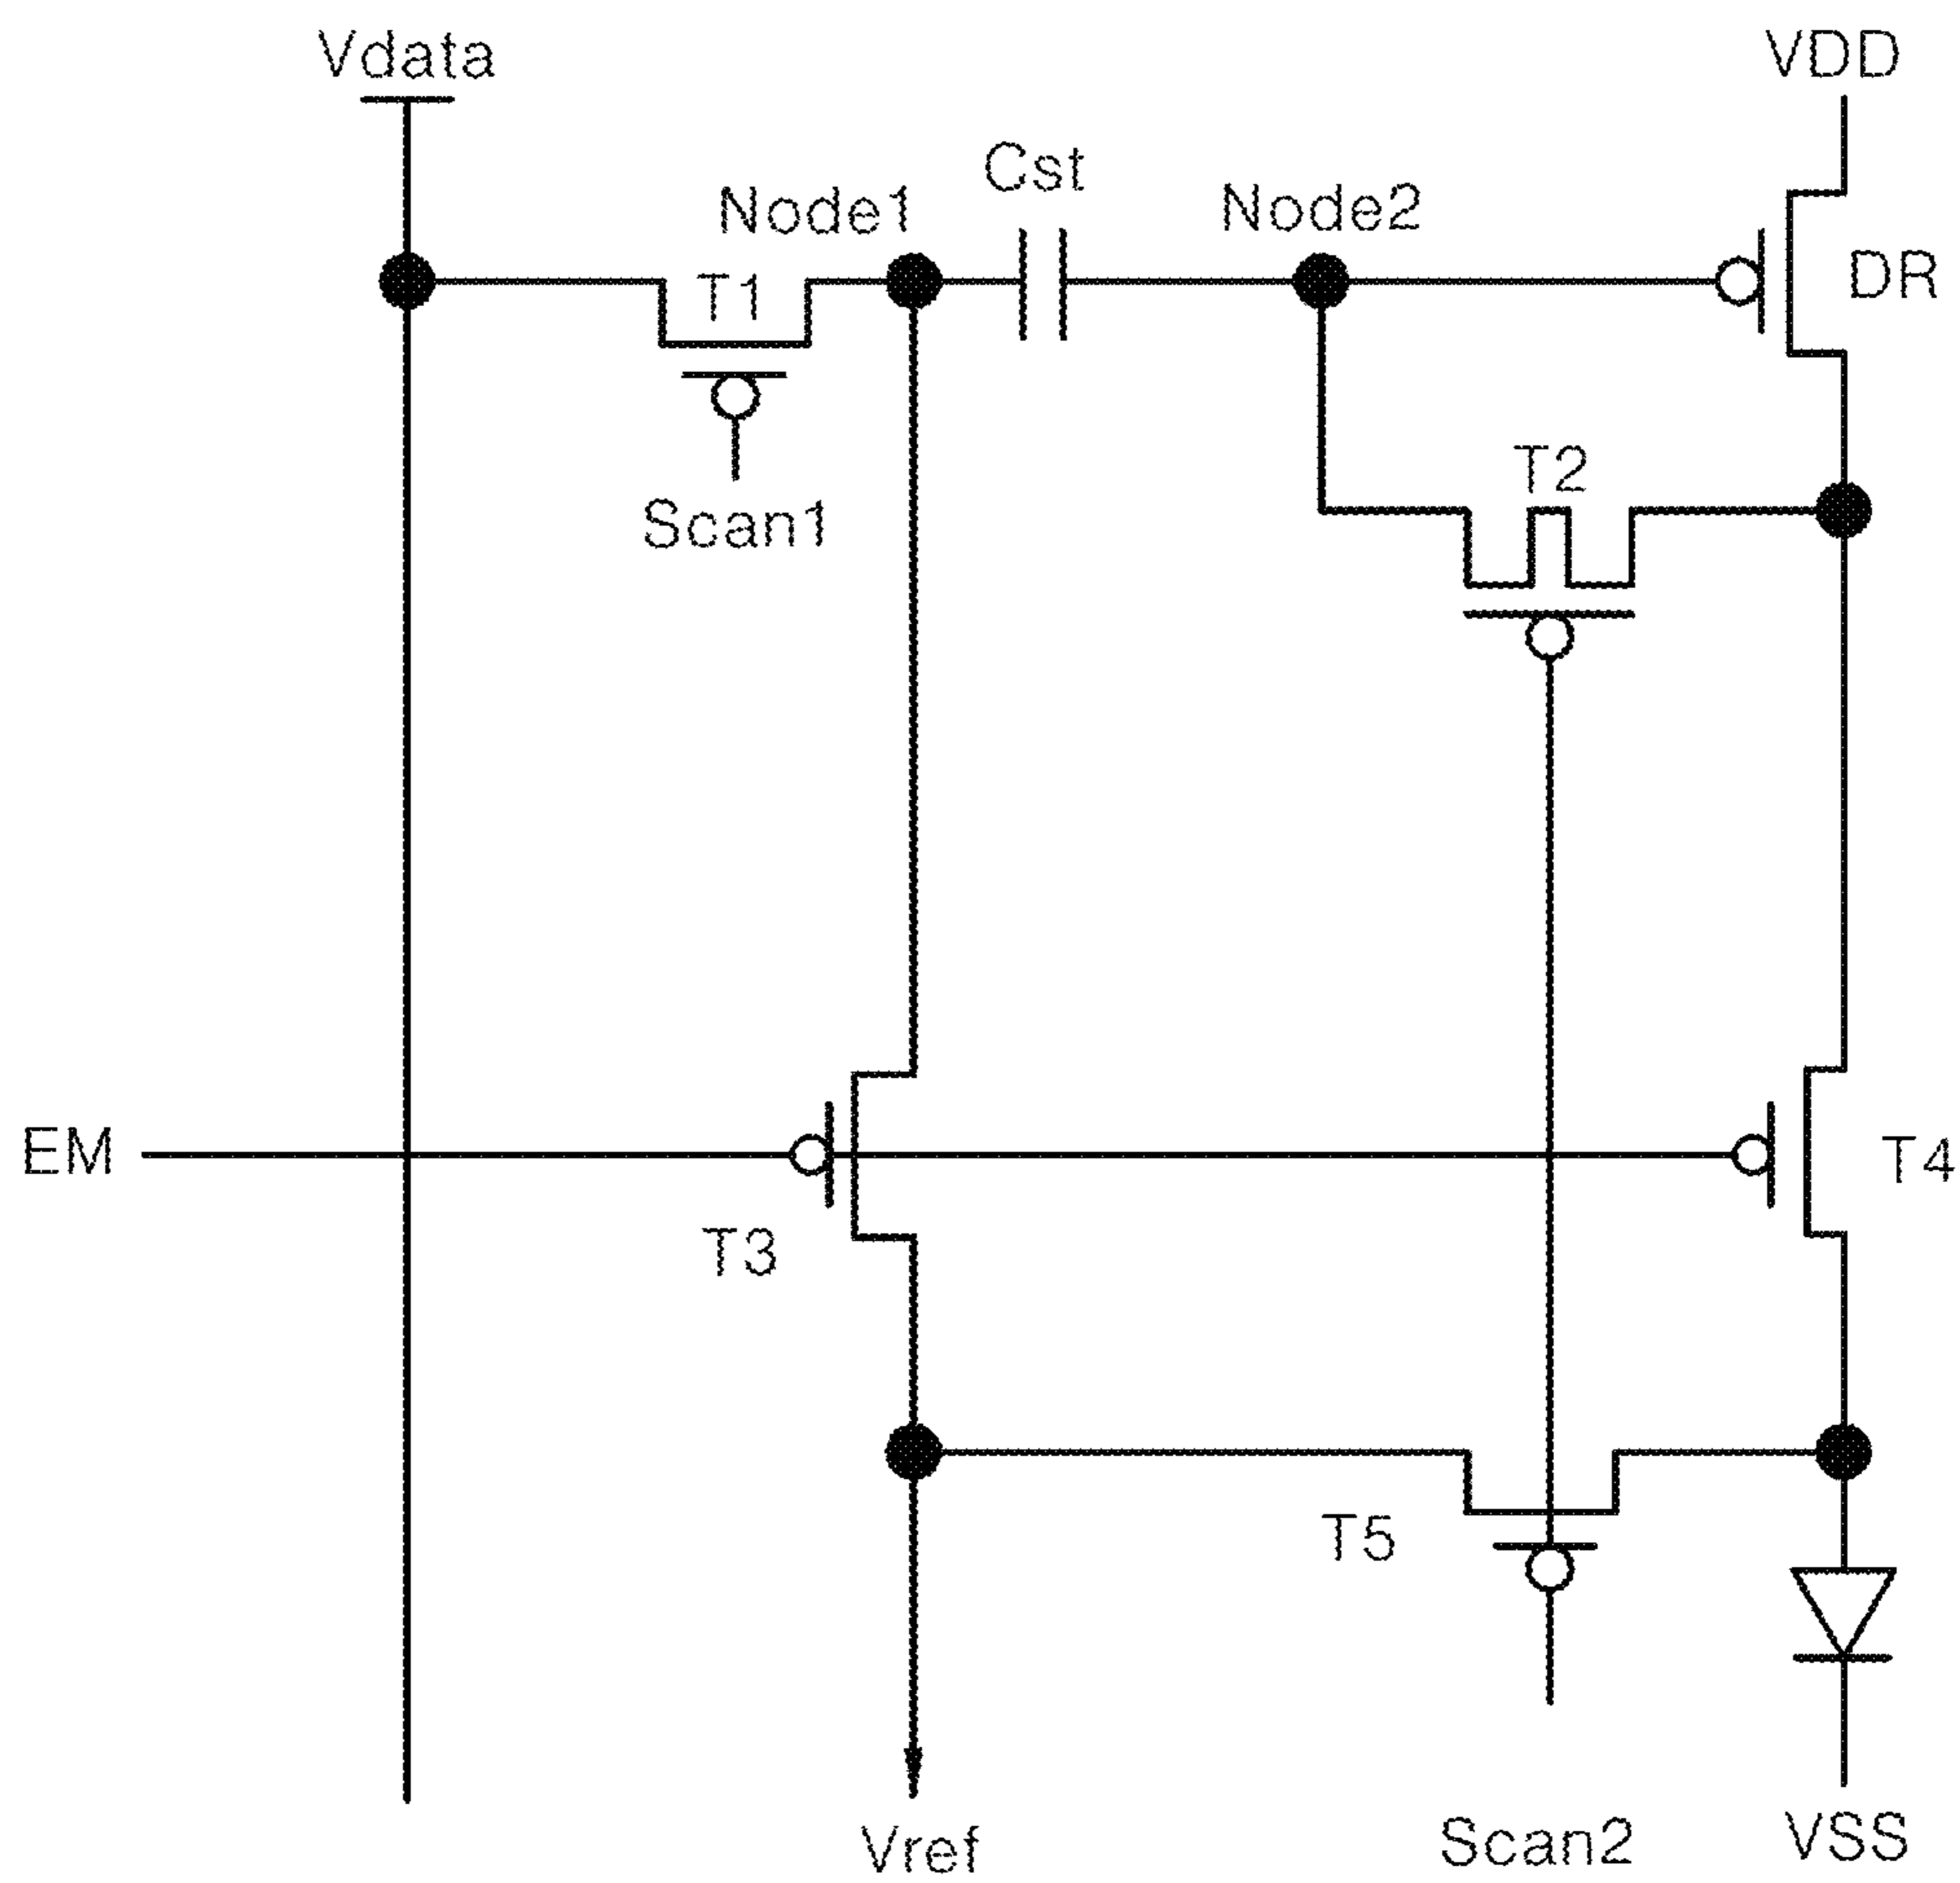 Vdata
VDD
Cst
Node1
Node2
T1
DR
T2
Scan1
EM
T4
T3
T5
Vref
Scan2
VSS